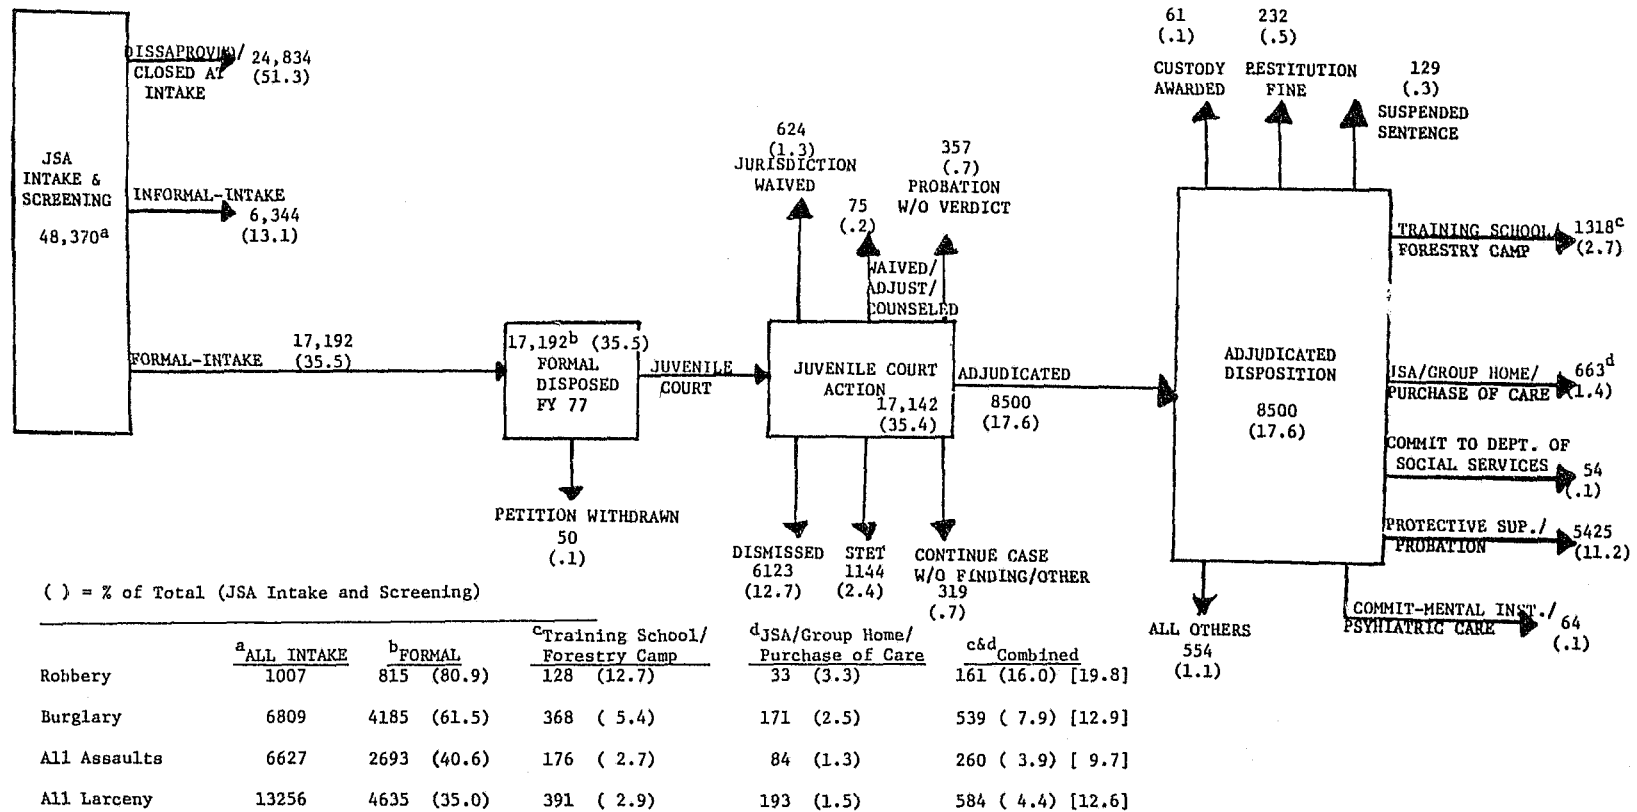 DISSAPROVED/
CLOSED AT
INTAKE
24,834
(51.3)
JSA
INTAKE &
SCREENING
48,370a
INFORMAL-INTAKE
6,344
(13.1)
FORMAL-INTAKE
17,192
(35.5)
17,192b (35.5)
FORMAL
DISPOSED
FY 77
PETITION WITHDRAWN
50
(.1)
JUVENILE
COURT
624
(1.3)
JURISDICTION
WAIVED
75
(.2)
WAIVED/
ADJUST/
COUNSELED
357
(.7)
PROBATION
W/O VERDICT
JUVENILE COURT
ACTION
17,142
(35.4)
DISMISSED
6123
(12.7)
STET
1144
(2.4)
CONTINUE CASE
W/O FINDING/OTHER
319
(.7)
ADJUDICATED
8500
(17.6)
61
(.1)
CUSTODY
AWARDED
232
(.5)
RESTITUTION
FINE
129
(.3)
SUSPENDED
SENTENCE
ADJUDICATED
DISPOSITION
8500
(17.6)
TRAINING SCHOOL/
FORESTRY CAMP
1318c
(2.7)
JSA/GROUP HOME/
PURCHASE OF CARE
663d
(1.4)
COMMIT TO DEPT. OF
SOCIAL SERVICES
54
(.1)
PROTECTIVE SUP./
PROBATION
5425
(11.2)
COMMIT-MENTAL INST./
PSYHIATRIC CARE
64
(.1)
ALL OTHERS
554
(1.1)
( ) = % of Total (JSA Intake and Screening)
aALL INTAKE bFORMAL cTraining School/ Forestry Camp dJSA/Group Home/ Purchase of Care c&dCombined
Robbery 1007 815 (80.9) 128 (12.7) 33 (3.3) 161 (16.0) [19.8]
Burglary 6809 4185 (61.5) 368 ( 5.4) 171 (2.5) 539 ( 7.9) [12.9]
All Assaults 6627 2693 (40.6) 176 ( 2.7) 84 (1.3) 260 ( 3.9) [ 9.7]
All Larceny 13256 4635 (35.0) 391 ( 2.9) 193 (1.5) 584 ( 4.4) [12.6]